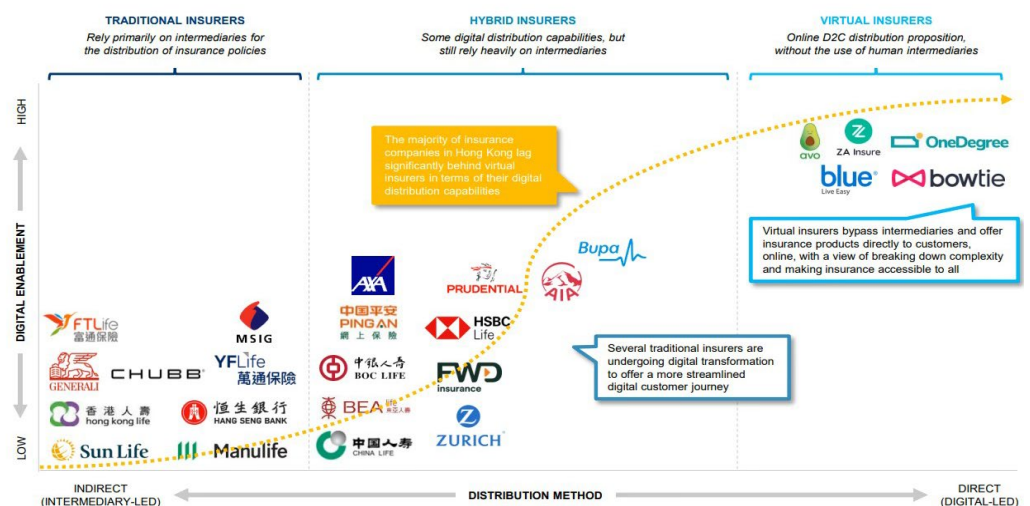 TRADITIONAL INSURERS
Rely primarily on intermediaries for
the distribution of insurance policies
HYBRID INSURERS
Some digital distribution capabilities, but
still rely heavily on intermediaries
VIRTUAL INSURERS
Online D2C distribution proposition,
without the use of human intermediaries
HIGH
DIGITAL ENABLEMENT
LOW
The majority of insurance
companies in Hong Kong lag
significantly behind virtual
insurers in terms of their digital
distribution capabilities
avo
ZA Insure
OneDegree
blue
Live Easy
bowtie
Virtual insurers bypass intermediaries and offer
insurance products directly to customers,
online, with a view of breaking down complexity
and making insurance accessible to all
Bupa
AXA
PRUDENTIAL
AIA
中国平安
PINGAN
網上保險
HSBC
Life
Several traditional insurers are
undergoing digital transformation
to offer a more streamlined
digital customer journey
FTLife
富通保險
MSIG
GENERALI
CHUBB
YFLife
萬通保險
中銀人壽
BOC LIFE
FWD
insurance
香港人壽
hong kong life
恒生銀行
HANG SENG BANK
BEA life
東亞人壽
ZURICH
Sun Life
Manulife
中国人寿
CHINA LIFE
INDIRECT
(INTERMEDIARY-LED)
DISTRIBUTION METHOD
DIRECT
(DIGITAL-LED)